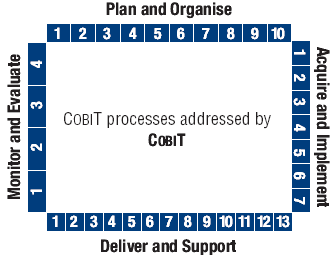 Plan and Organise
1 2 3 4 5 6 7 8 9 10
Monitor and Evaluate
4
3
2
1
COBIT processes addressed by
COBIT
1
2
3
4
5
6
7
Acquire and Implement
1 2 3 4 5 6 7 8 9 10 11 12 13
Deliver and Support